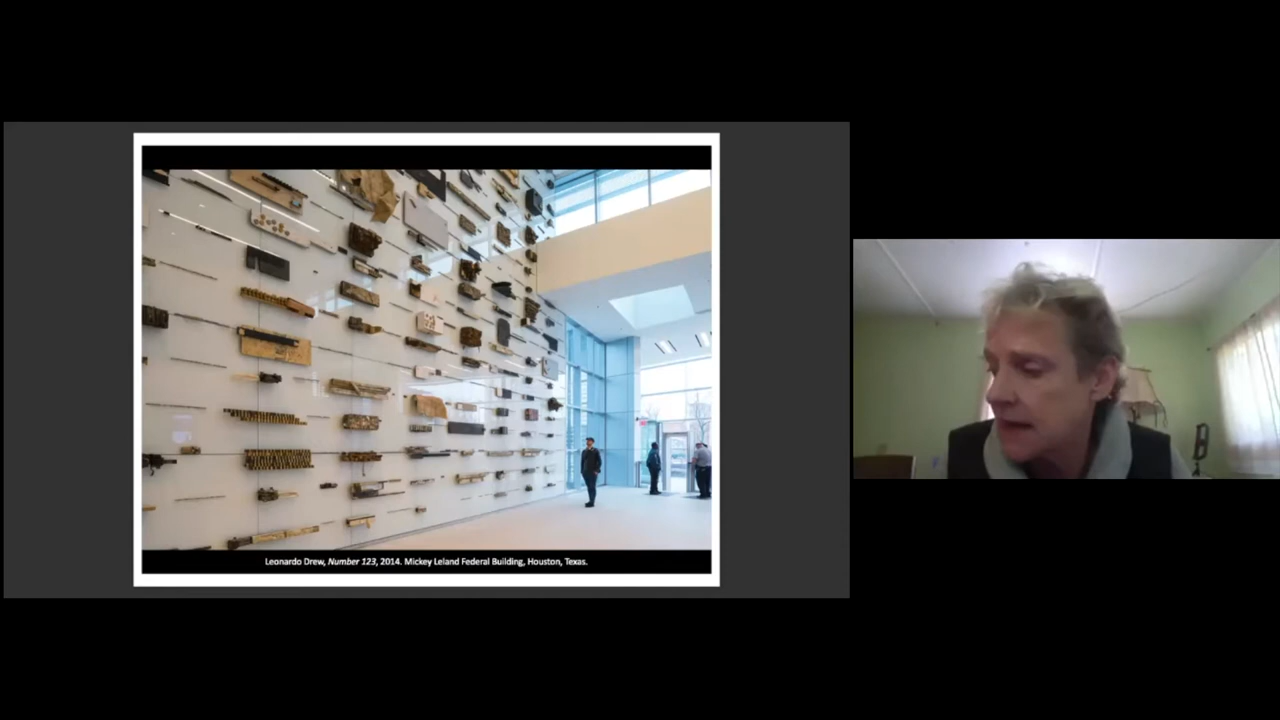 Leonardo Drew, Number 123, 2014. Mickey Leland Federal Building, Houston, Texas.